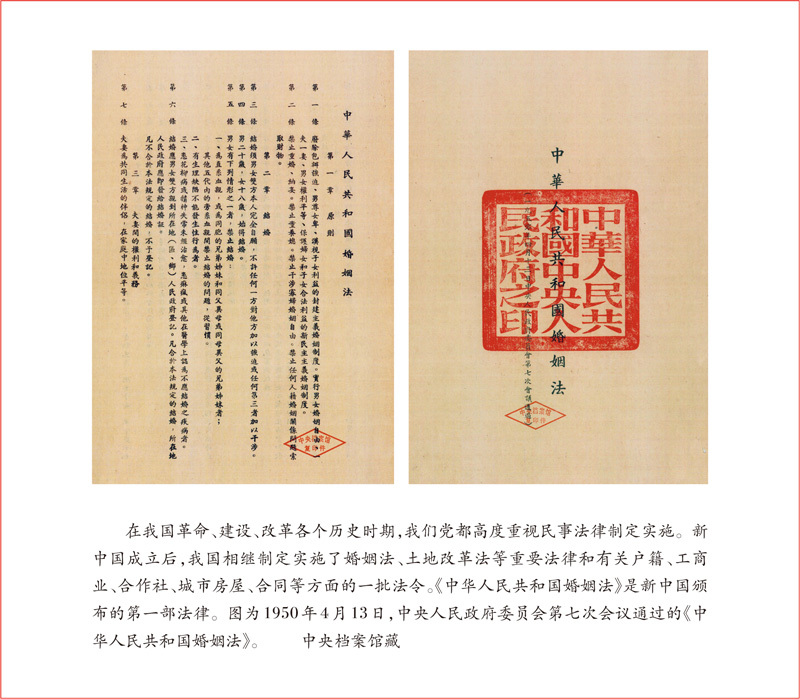 中華人民共和國婚姻法
第一章　原則
第一條　廢除包辦強迫、男尊女卑、漠視子女利益的封建主義婚姻制度。實行男女婚姻自由、一
夫一妻、男女權利平等、保護婦女和子女合法利益的新民主主義婚姻制度。
第二條　禁止重婚、納妾。禁止童養媳。禁止干涉寡婦婚姻自由。禁止任何人藉婚姻關係問題索
取財物。
第二章　結婚
第三條　結婚須男女雙方本人完全自願，不許任何一方對他方加以強迫或任何第三者加以干涉。
第四條　男二十歲，女十八歲，始得結婚。
第五條　男女有下列情形之一者，禁止結婚：
一、為直系血親，或為同胞的兄弟姊妹和同父異母或同母異父的兄弟姊妹者；
其他五代內的旁系血親間禁止結婚的問題，從習慣。
二、有生理缺陷不能發生性行為者。
三、患花柳病或精神失常未經治愈，患痲瘋或其他在醫學上認為不應結婚之疾病者。
第六條　結婚應男女雙方親到所在地（區、鄉）人民政府登記。凡合於本法規定的結婚，所在地
人民政府應即發給結婚証。
凡不合於本法規定的結婚，不予登記。
第三章　夫妻間的權利和義務
第七條　夫妻為共同生活的伴侶，在家庭中地位平等。
中央档案馆
复印件
中華人民共和國婚姻法
中華人民共
和國中央人
民政府之印
會第七次會議通過
中央档案馆
复印件
在我国革命、建设、改革各个历史时期，我们党都高度重视民事法律制定实施。新
中国成立后，我国相继制定实施了婚姻法、土地改革法等重要法律和有关户籍、工商
业、合作社、城市房屋、合同等方面的一批法令。《中华人民共和国婚姻法》是新中国颁
布的第一部法律。图为1950年4月13日，中央人民政府委员会第七次会议通过的《中
华人民共和国婚姻法》。　　中央档案馆藏